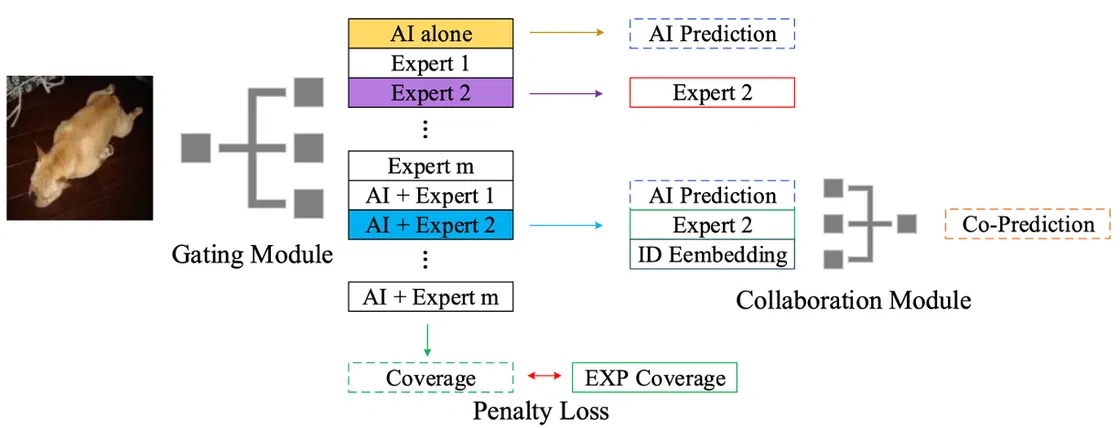 AI alone
AI Prediction
Expert 1
Expert 2
Expert 2
Expert m
AI + Expert 1
AI Prediction
AI + Expert 2
Expert 2
Co-Prediction
Gating Module
ID Eembedding
AI + Expert m
Collaboration Module
Coverage
EXP Coverage
Penalty Loss